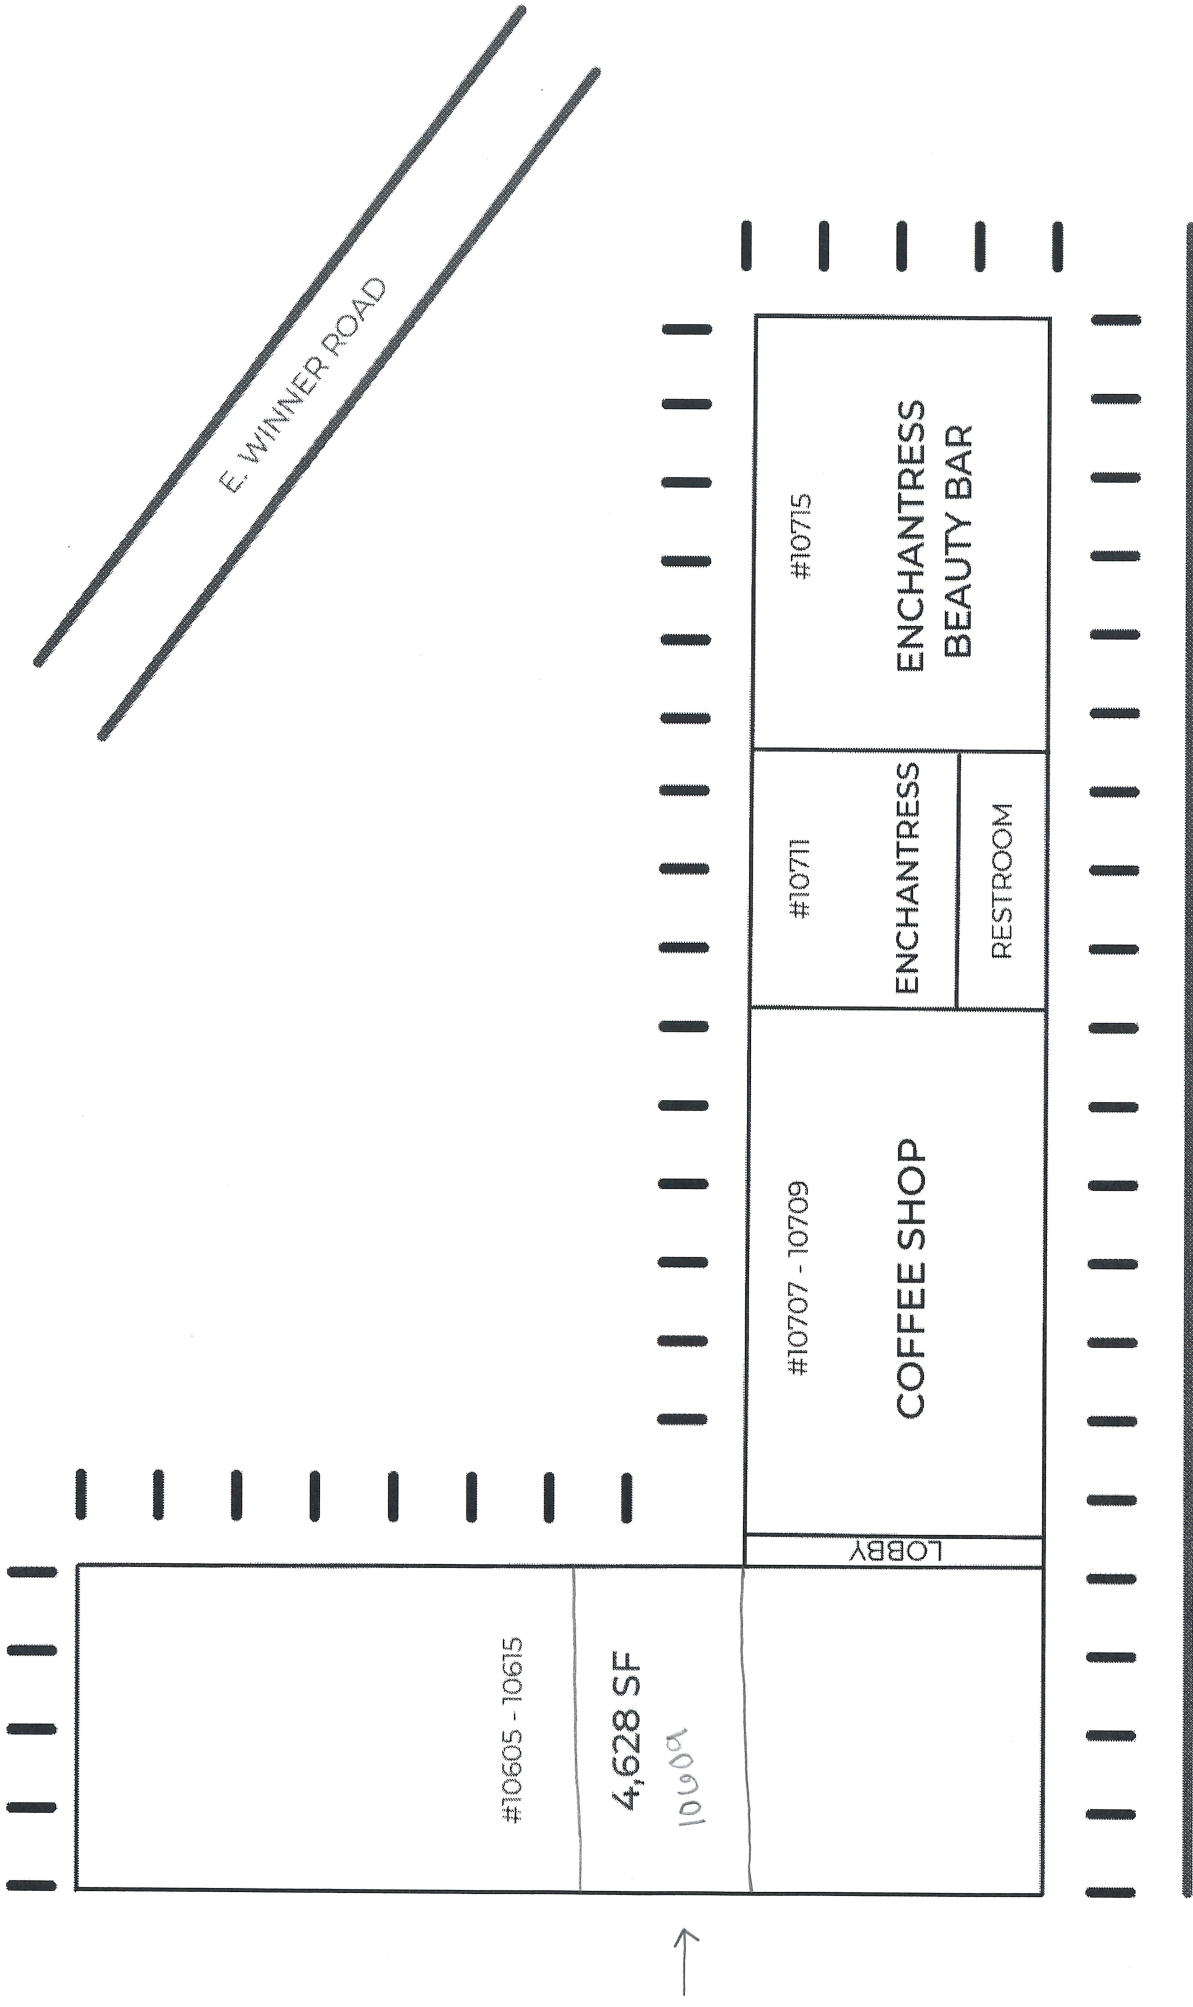 E. WINNER ROAD
#10605 - 10615
4,628 SF
10609
LOBBY
#10707 - 10709
COFFEE SHOP
#10711
ENCHANTRESS
RESTROOM
#10715
ENCHANTRESS
BEAUTY BAR